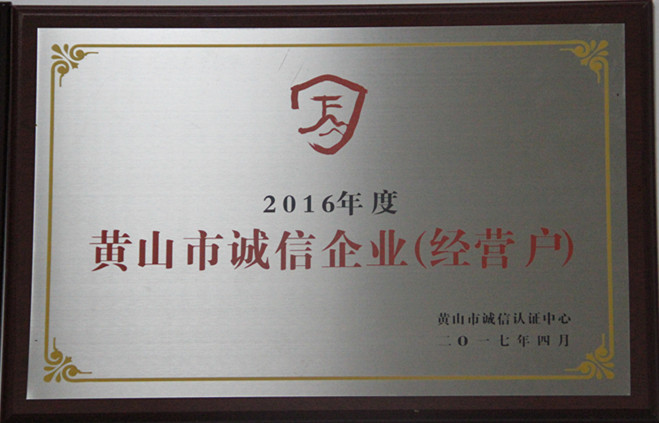 2016年度
黄山市诚信企业(经营户)
黄山市诚信认证中心
二O一七年四月